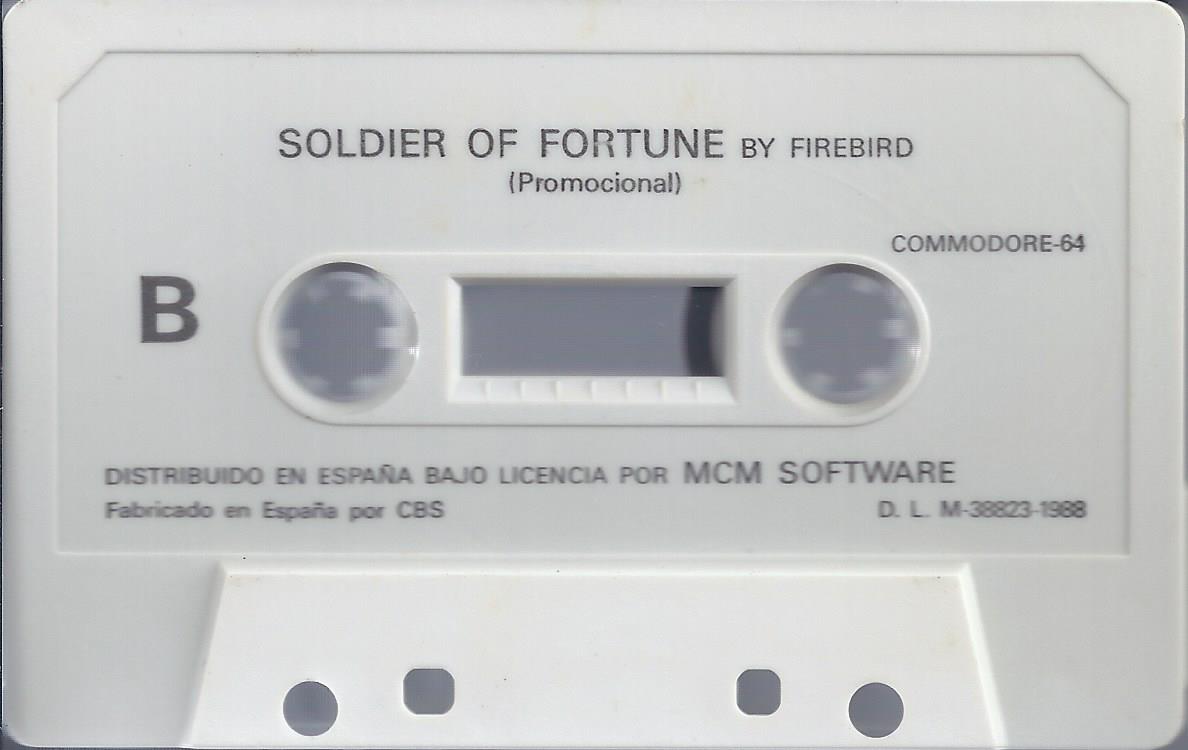 SOLDIER OF FORTUNE BY FIREBIRD
(Promocional)
COMMODORE-64
B
DISTRIBUIDO EN ESPAÑA BAJO LICENCIA POR MCM SOFTWARE
Fabricado en España por CBS D. L. M-38823-1988